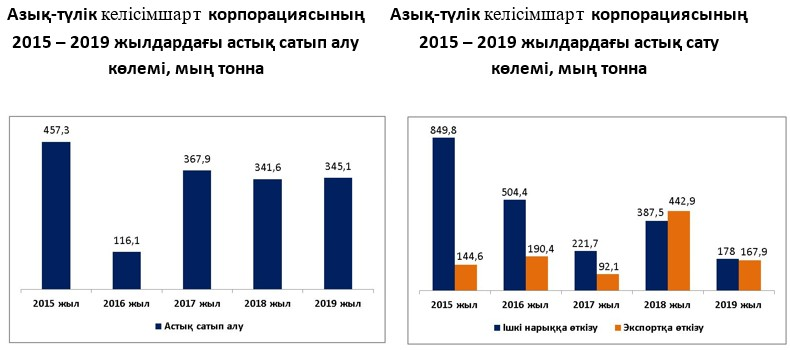 Азық-түлік келісімшарт корпорациясының
2015 – 2019 жылдардағы астық сатып алу
көлемі, мың тонна
457,3
116,1
367,9
341,6
345,1
2015 жыл 2016 жыл 2017 жыл 2018 жыл 2019 жыл
Астық сатып алу
Азық-түлік келісімшарт корпорациясының
2015 – 2019 жылдардағы астық сату
көлемі, мың тонна
849,8
144,6
504,4
190,4
221,7
92,1
387,5
442,9
178
167,9
2015 жыл 2016 жыл 2017 жыл 2018 жыл 2019 жыл
Ішкі нарыққа өткізу Экспортқа өткізу